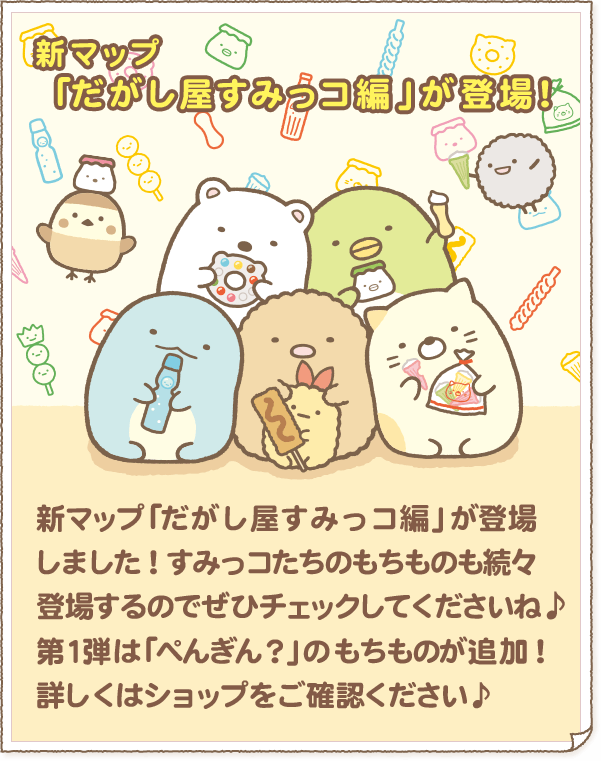 新マップ
「だがし屋すみっコ編」が登場！
新マップ「だがし屋すみっコ編」が登場
しました！すみっコたちのもちものも続々
登場するのでぜひチェックしてくださいね♪
第1弾は「ぺんぎん？」のもちものが追加！
詳しくはショップをご確認ください♪